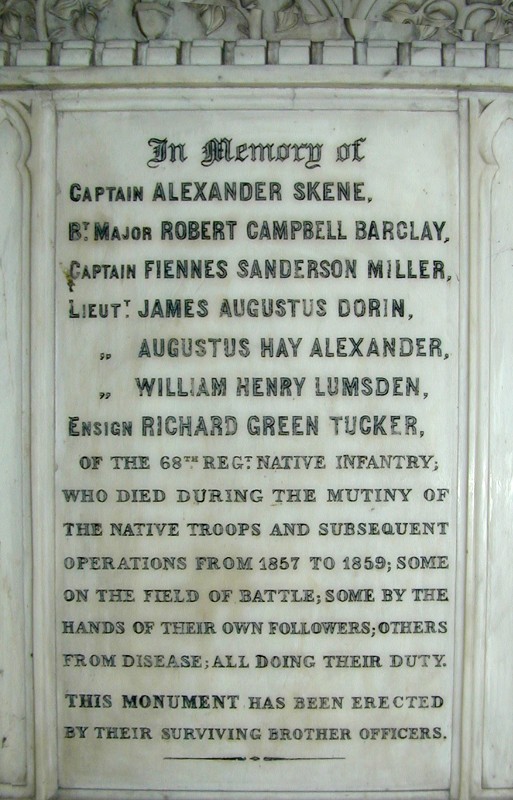 In Memory of
CAPTAIN ALEXANDER SKENE,
BT. MAJOR ROBERT CAMPBELL BARCLAY,
CAPTAIN FIENNES SANDERSON MILLER,
LIEUTT. JAMES AUGUSTUS DORIN,
„ AUGUSTUS HAY ALEXANDER,
„ WILLIAM HENRY LUMSDEN,
ENSIGN RICHARD GREEN TUCKER,
OF THE 68TH REGT. NATIVE INFANTRY;
WHO DIED DURING THE MUTINY OF
THE NATIVE TROOPS AND SUBSEQUENT
OPERATIONS FROM 1857 TO 1859; SOME
ON THE FIELD OF BATTLE; SOME BY THE
HANDS OF THEIR OWN FOLLOWERS; OTHERS
FROM DISEASE; ALL DOING THEIR DUTY.
THIS MONUMENT HAS BEEN ERECTED
BY THEIR SURVIVING BROTHER OFFICERS.